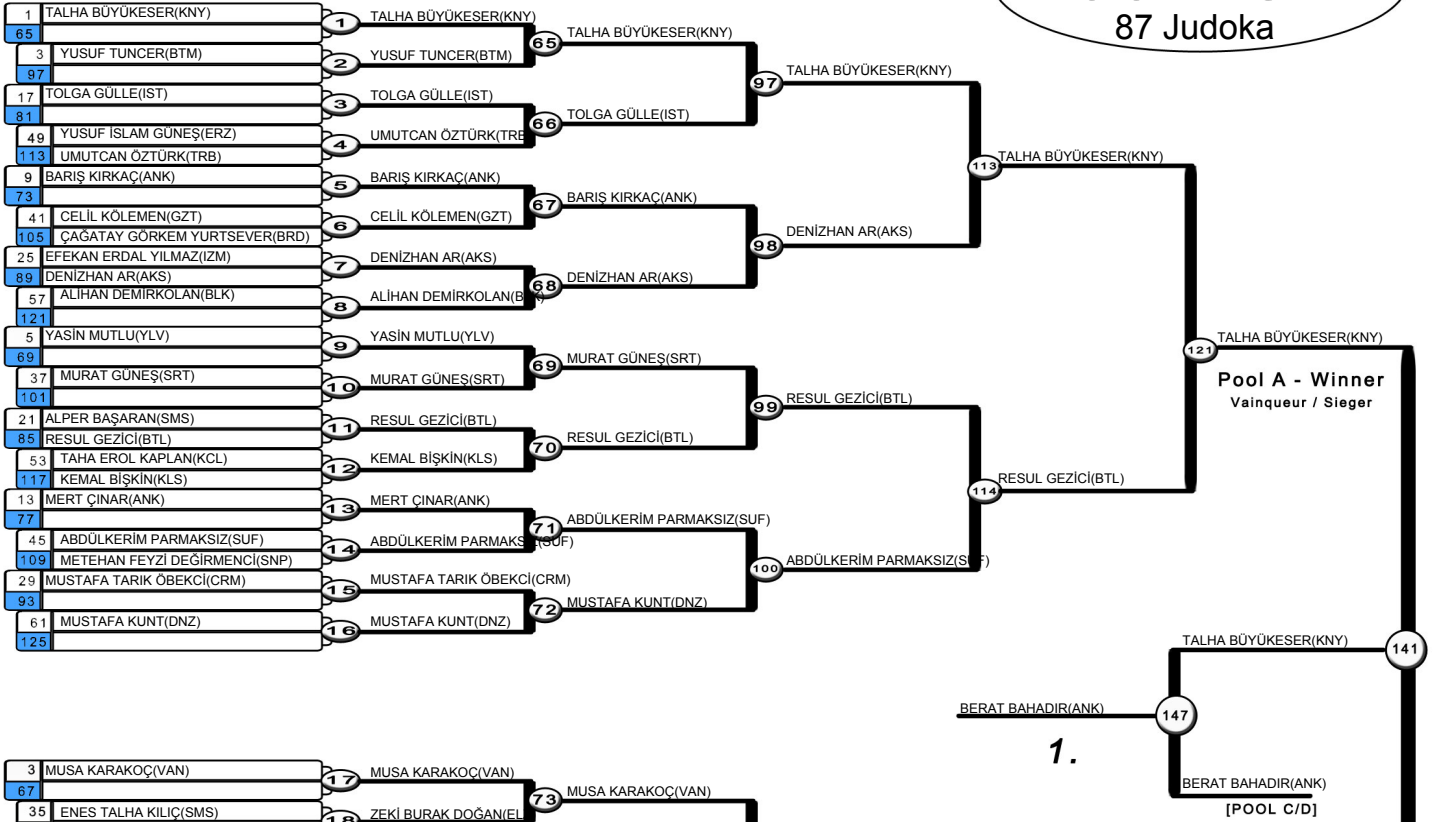 87 Judoka
1 TALHA BÜYÜKESER(KNY)
65
3 YUSUF TUNCER(BTM)
97
17 TOLGA GÜLLE(IST)
81
49 YUSUF İSLAM GÜNEŞ(ERZ)
113 UMUTCAN ÖZTÜRK(TRB)
9 BARIŞ KIRKAÇ(ANK)
73
41 CELİL KÖLEMEN(GZT)
105 ÇAĞATAY GÖRKEM YURTSEVER(BRD)
25 EFEKAN ERDAL YILMAZ(IZM)
89 DENİZHAN AR(AKS)
57 ALİHAN DEMİRKOLAN(BLK)
121
5 YASİN MUTLU(YLV)
69
37 MURAT GÜNEŞ(SRT)
101
21 ALPER BAŞARAN(SMS)
85 RESUL GEZİCİ(BTL)
53 TAHA EROL KAPLAN(KCL)
117 KEMAL BİŞKİN(KLS)
13 MERT ÇINAR(ANK)
77
45 ABDÜLKERİM PARMAKSIZ(SUF)
109 METEHAN FEYZİ DEĞİRMENCİ(SNP)
29 MUSTAFA TARIK ÖBEKCİ(CRM)
93
61 MUSTAFA KUNT(DNZ)
125
1 TALHA BÜYÜKESER(KNY)
2 YUSUF TUNCER(BTM)
3 TOLGA GÜLLE(IST)
4 UMUTCAN ÖZTÜRK(TRB
5 BARIŞ KIRKAÇ(ANK)
6 CELİL KÖLEMEN(GZT)
7 DENİZHAN AR(AKS)
8 ALİHAN DEMİRKOLAN(BLK)
9 YASİN MUTLU(YLV)
10 MURAT GÜNEŞ(SRT)
11 RESUL GEZİCİ(BTL)
12 KEMAL BİŞKİN(KLS)
13 MERT ÇINAR(ANK)
14 ABDÜLKERİM PARMAKSIZ(SUF)
15 MUSTAFA TARIK ÖBEKCİ(CRM)
16 MUSTAFA KUNT(DNZ)
65 TALHA BÜYÜKESER(KNY)
66 TOLGA GÜLLE(IST)
67 BARIŞ KIRKAÇ(ANK)
68 DENİZHAN AR(AKS)
69 MURAT GÜNEŞ(SRT)
70 RESUL GEZİCİ(BTL)
71 ABDÜLKERİM PARMAKSIZ(SUF)
72 MUSTAFA KUNT(DNZ)
97 TALHA BÜYÜKESER(KNY)
98 DENİZHAN AR(AKS)
99 RESUL GEZİCİ(BTL)
100 ABDÜLKERİM PARMAKSIZ(SUF)
113 TALHA BÜYÜKESER(KNY)
114 RESUL GEZİCİ(BTL)
121 TALHA BÜYÜKESER(KNY)
Pool A - Winner
Vainqueur / Sieger
TALHA BÜYÜKESER(KNY) 141
BERAT BAHADIR(ANK) 147
1.
BERAT BAHADIR(ANK)
[POOL C/D]
3 MUSA KARAKOÇ(VAN)
67
35 ENES TALHA KILIÇ(SMS)
17 MUSA KARAKOÇ(VAN)
18 ZEKİ BURAK DOĞAN(EL
73 MUSA KARAKOÇ(VAN)